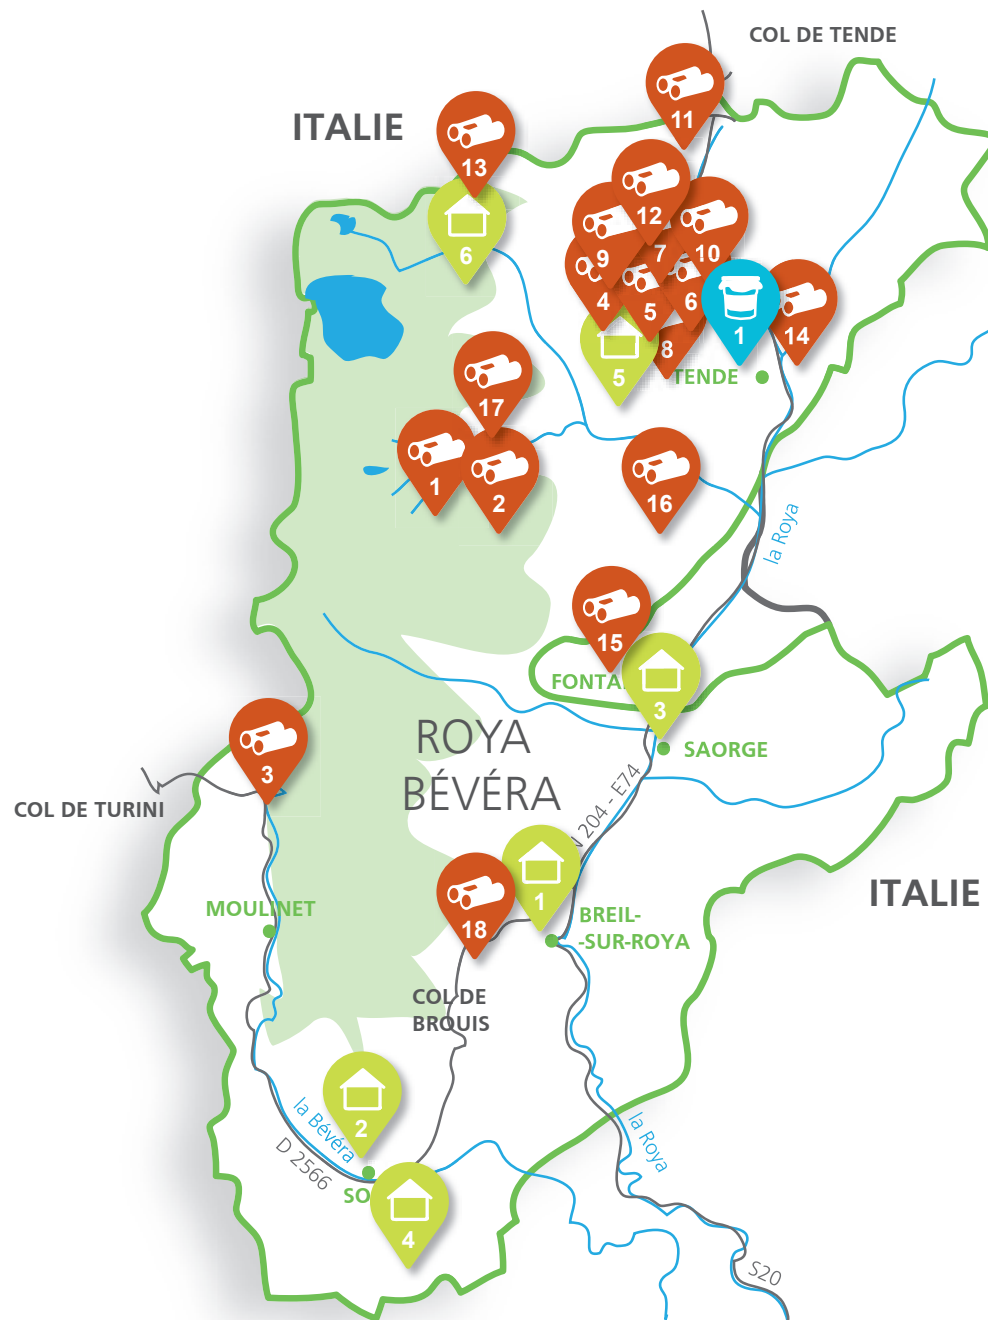 COL DE TENDE
ITALIE
11
13
12
9
7
10
6
4
5
6
1
14
8
5
TENDE
17
1
2
16
la Roya
15
FONTA
3
SAORGE
ROYA
BÉVÉRA
3
COL DE TURINI
N 204 - E74
ITALIE
MOULINET
18
1
BREIL-
-SUR-ROYA
COL DE
BROUIS
2
la Bévéra
D 2566
la Roya
SO
4
S20